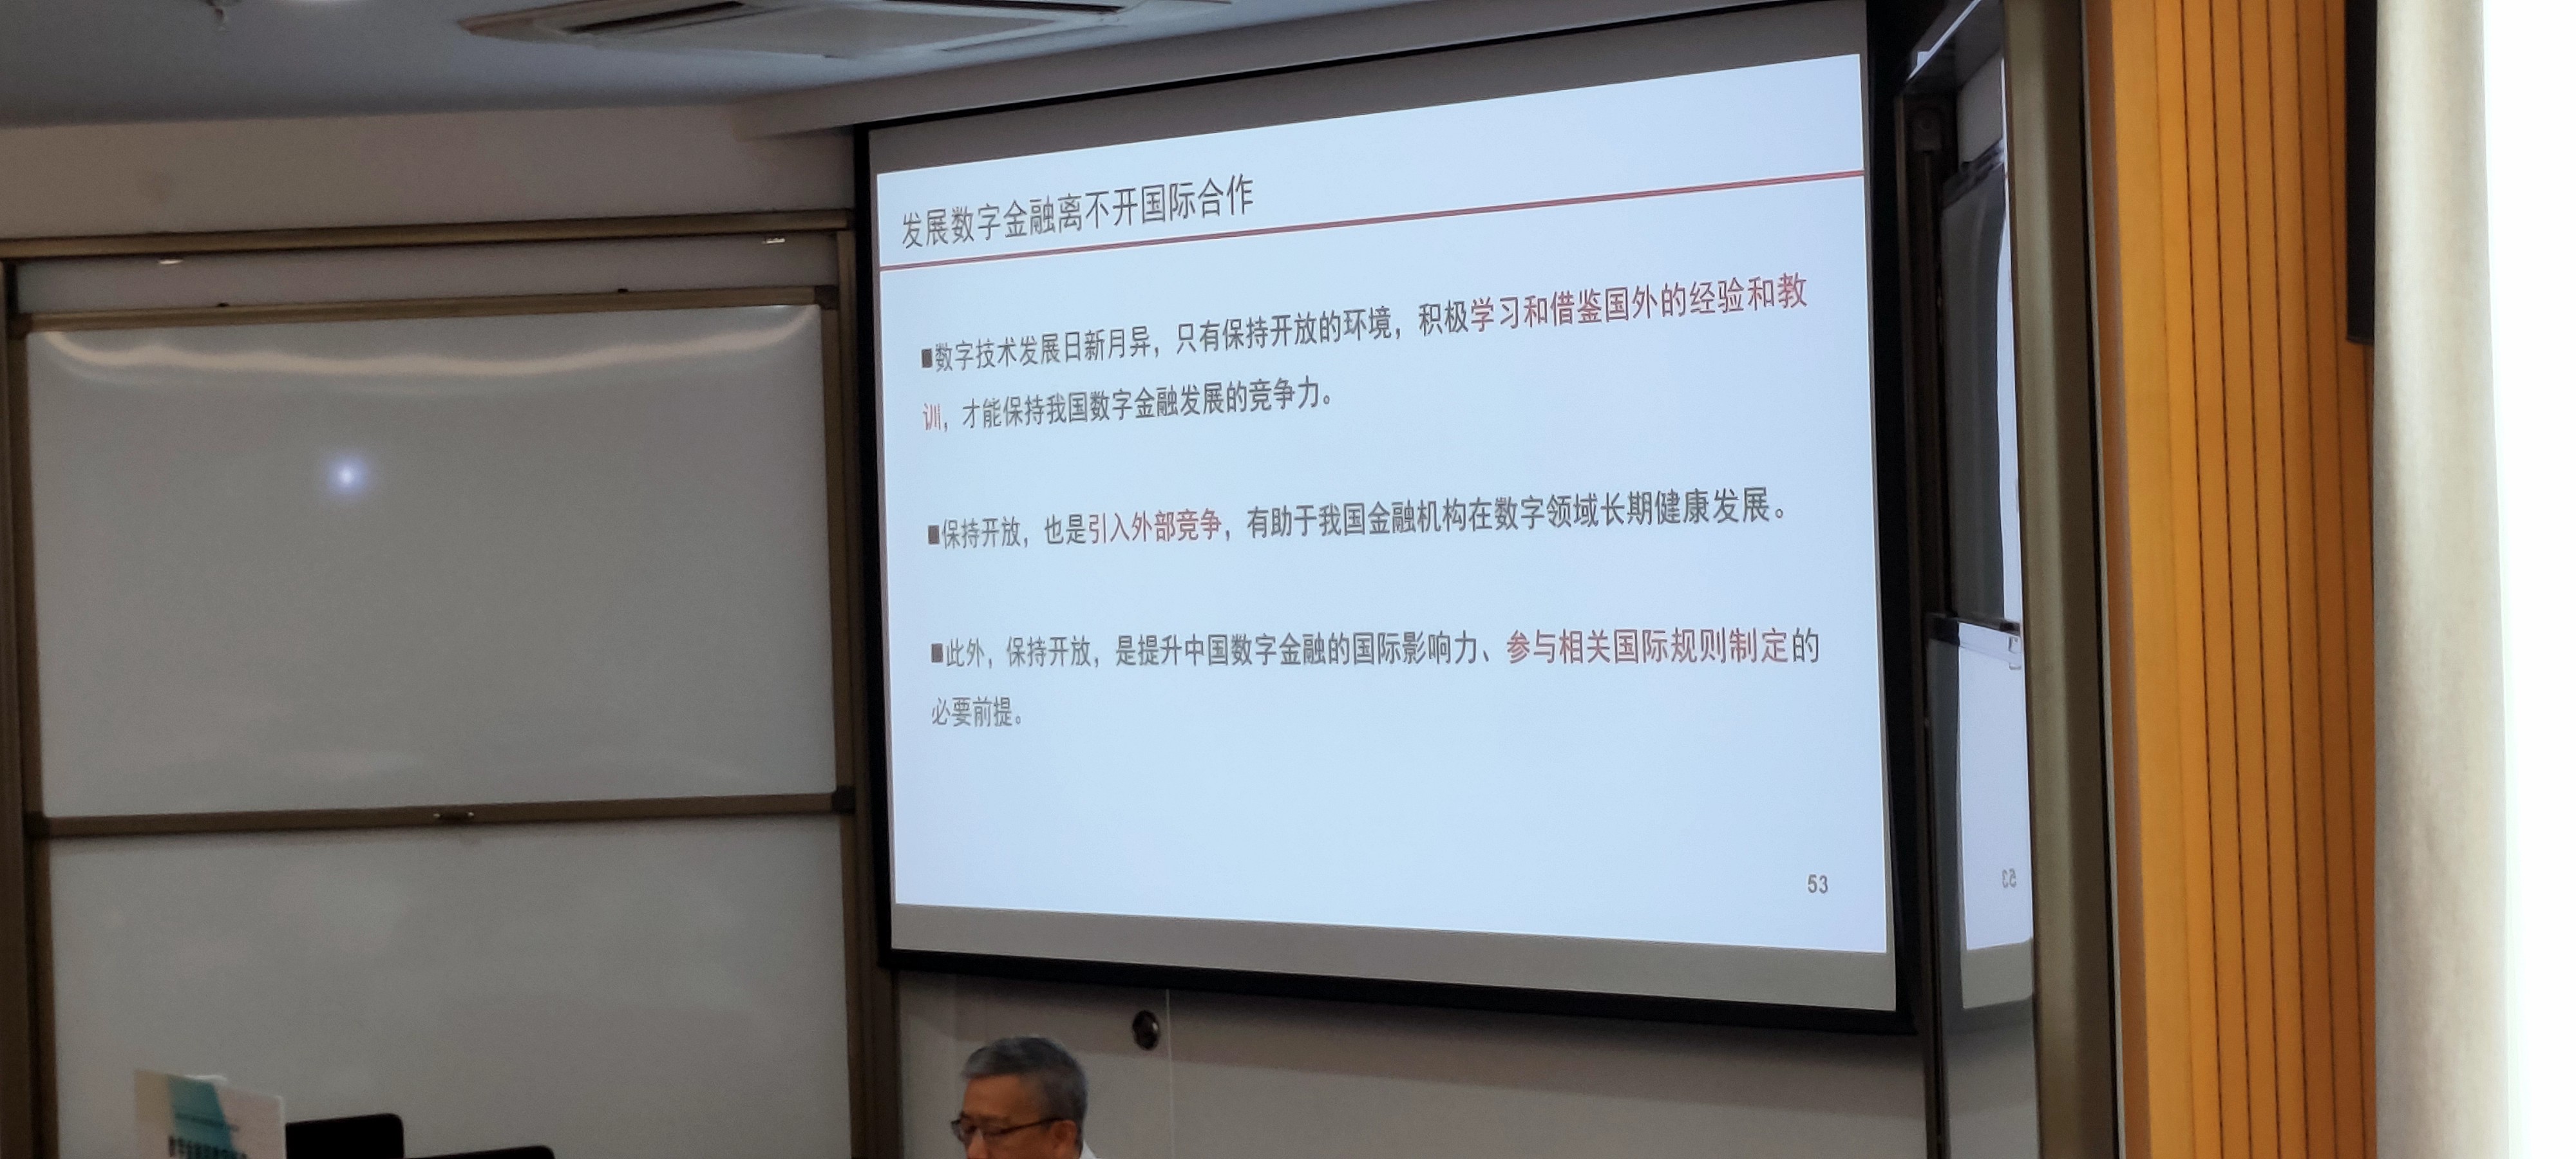 发展数字金融离不开国际合作
■数字技术发展日新月异，只有保持开放的环境，积极学习和借鉴国外的经验和教
训，才能保持我国数字金融发展的竞争力。
■保持开放，也是引入外部竞争，有助于我国金融机构在数字领域长期健康发展。
■此外，保持开放，是提升中国数字金融的国际影响力、参与相关国际规则制定的
必要前提。
53